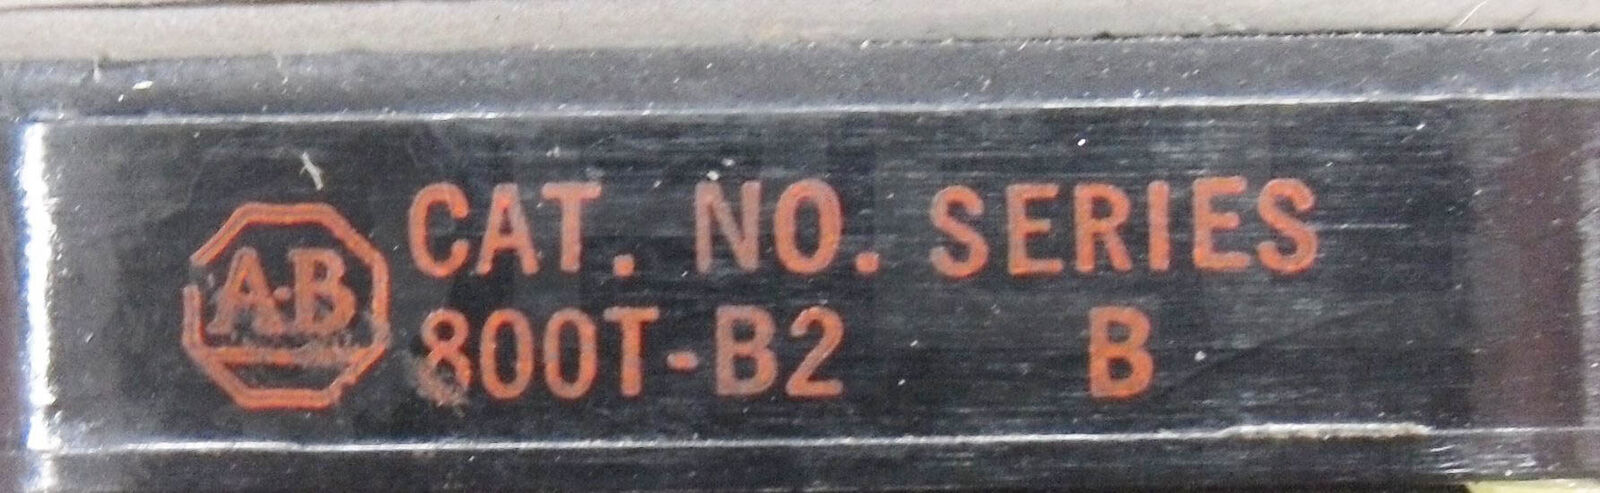 A-B
CAT. NO. SERIES
800T-B2 B